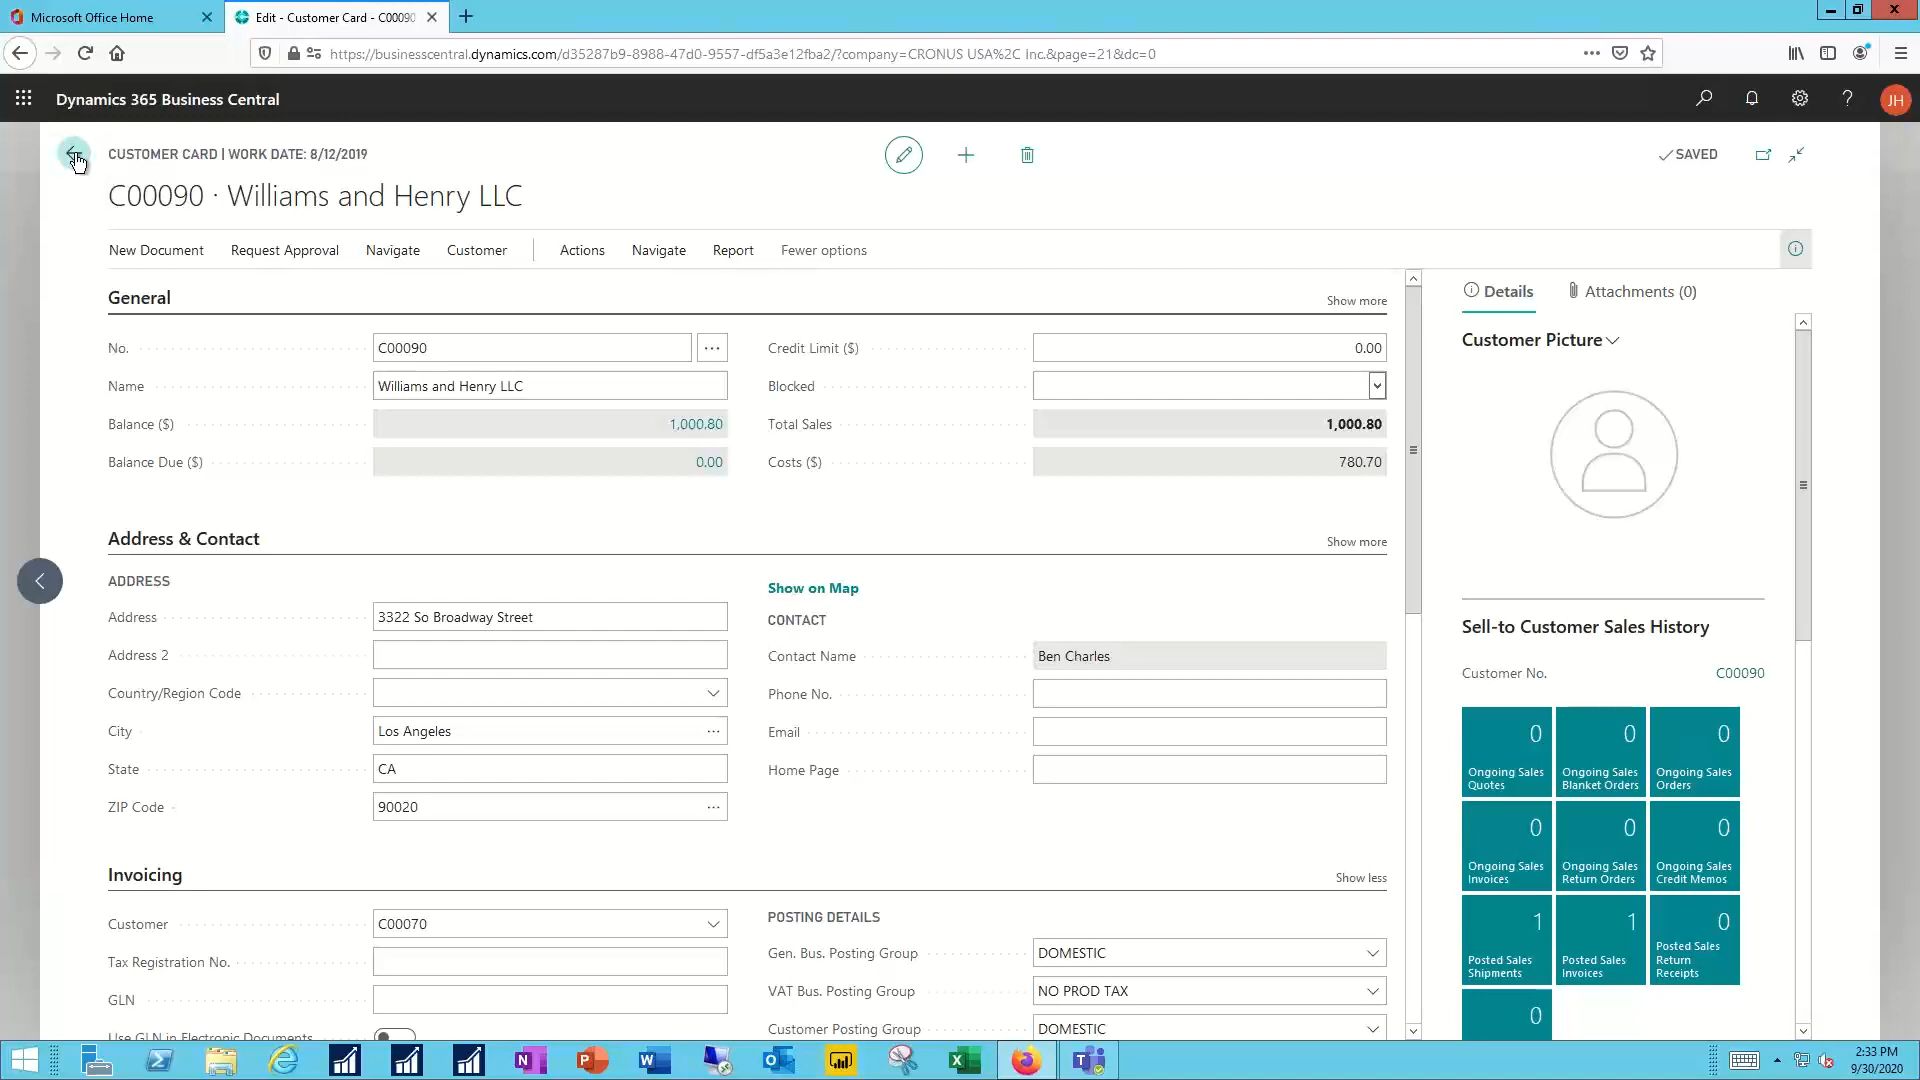 Microsoft Office Home
Edit - Customer Card - C00090
https://businesscentral.dynamics.com/d35287b9-8988-47d0-9557-df5a3e12fba2/?company=CRONUS USA%2C Inc.&page=21&dc=0
Dynamics 365 Business Central
JH
CUSTOMER CARD | WORK DATE: 8/12/2019
SAVED
C00090 · Williams and Henry LLC
New Document
Request Approval
Navigate
Customer
Actions
Navigate
Report
Fewer options
General
Show more
No.
C00090
Name
Williams and Henry LLC
Balance ($)
1,000.80
Balance Due ($)
0.00
Credit Limit ($)
0.00
Blocked
Total Sales
1,000.80
Costs ($)
780.70
Address & Contact
Show more
ADDRESS
Address
3322 So Broadway Street
Address 2
Country/Region Code
City
Los Angeles
State
CA
ZIP Code
90020
Show on Map
CONTACT
Contact Name
Ben Charles
Phone No.
Email
Home Page
Invoicing
Show less
Customer
C00070
Tax Registration No.
GLN
Use GLN in Electronic Documents
POSTING DETAILS
Gen. Bus. Posting Group
DOMESTIC
VAT Bus. Posting Group
NO PROD TAX
Customer Posting Group
DOMESTIC
Details
Attachments (0)
Customer Picture
Sell-to Customer Sales History
Customer No.
C00090
0
Ongoing Sales
Quotes
0
Ongoing Sales
Blanket Orders
0
Ongoing Sales
Orders
0
Ongoing Sales
Invoices
0
Ongoing Sales
Return Orders
0
Ongoing Sales
Credit Memos
1
Posted Sales
Shipments
1
Posted Sales
Invoices
0
Posted Sales
Return
Receipts
0
2:33 PM
9/30/2020